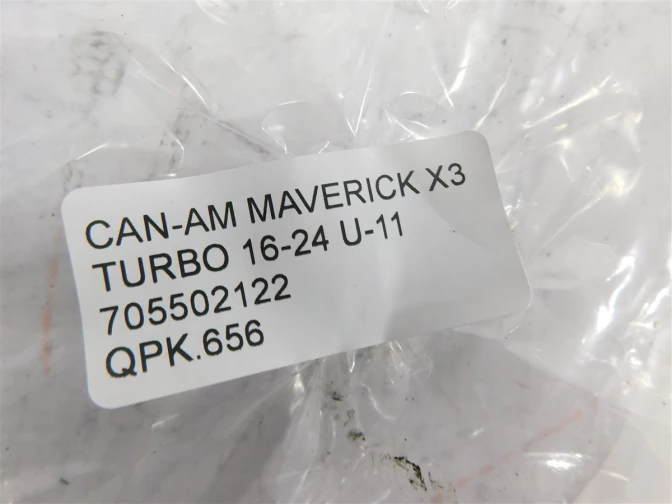 CAN-AM MAVERICK X3
TURBO 16-24 U-11
705502122
QPK.656